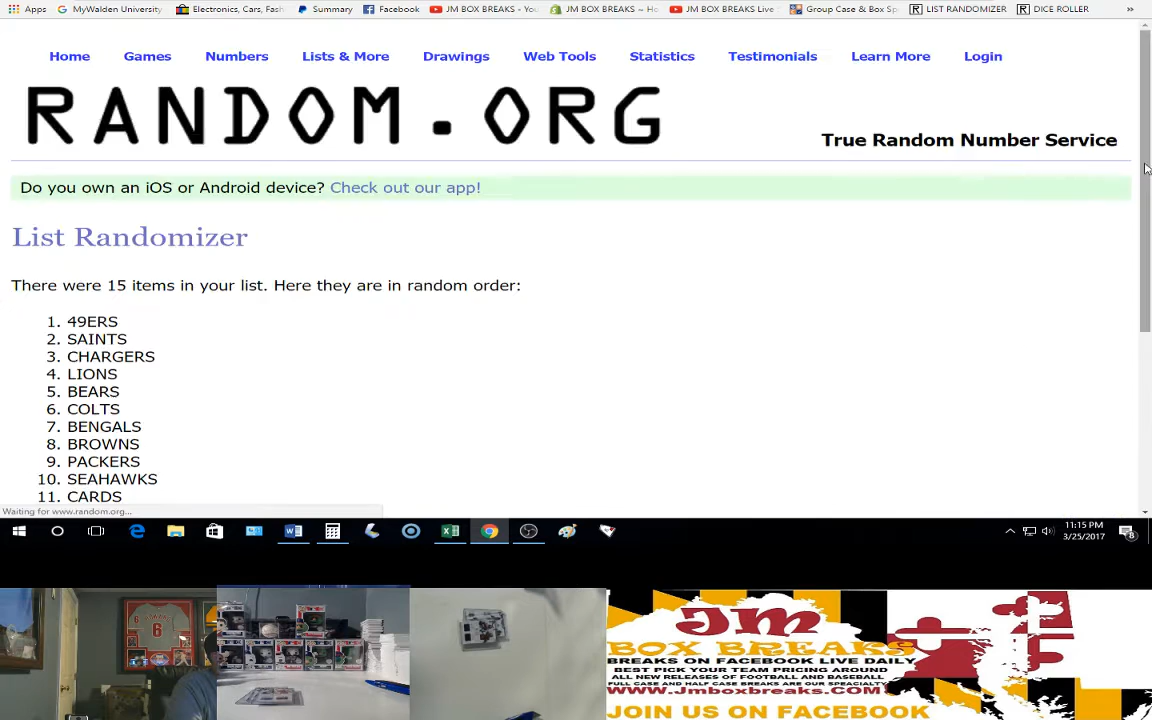 Apps MyWalden University Electronics, Cars, Fash Summary Facebook JM BOX BREAKS - Yo JM BOX BREAKS ~ Ho JM BOX BREAKS Live Group Case & Box Sp LIST RANDOMIZER DICE ROLLER »
Home Games Numbers Lists & More Drawings Web Tools Statistics Testimonials Learn More Login
RANDOM.ORG
True Random Number Service
Do you own an iOS or Android device? Check out our app!
List Randomizer
There were 15 items in your list. Here they are in random order:
1. 49ERS
2. SAINTS
3. CHARGERS
4. LIONS
5. BEARS
6. COLTS
7. BENGALS
8. BROWNS
9. PACKERS
10. SEAHAWKS
11. CARDS
Waiting for www.random.org...
11:15 PM
3/25/2017
8
6
JM
BOX BREAKS
BREAKS ON FACEBOOK LIVE DAILY
BEST PICK YOUR TEAM PRICING AROUND
ALL NEW RELEASES OF FOOTBALL AND BASEBALL
FULL CASE AND HALF CASE BREAKS ARE OUR SPECIALTY
WWW.JMBOXBREAKS.COM
JOIN US ON FACEBOOK